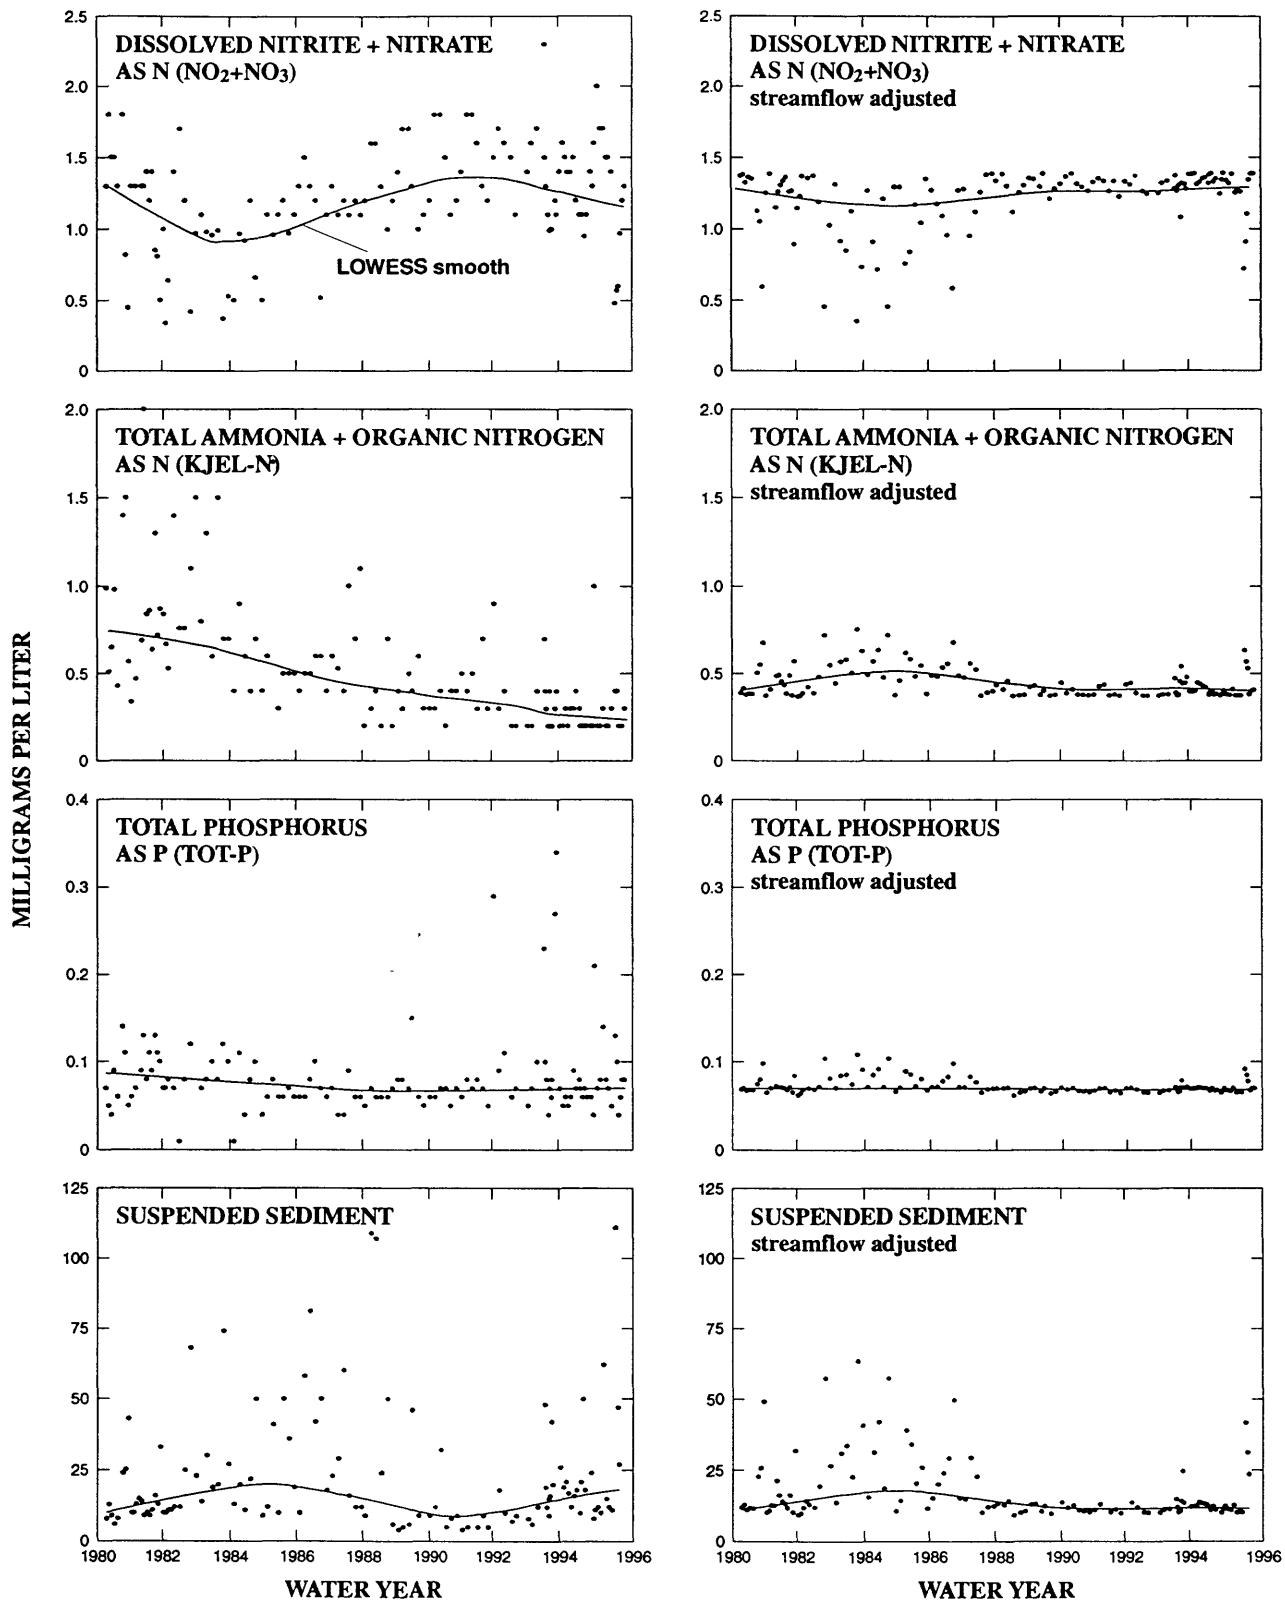 MILLIGRAMS PER LITER
2.5
2.0
1.5
1.0
0.5
0
DISSOLVED NITRITE + NITRATE
AS N (NO2+NO3)
LOWESS smooth
2.5
2.0
1.5
1.0
0.5
0
DISSOLVED NITRITE + NITRATE
AS N (NO2+NO3)
streamflow adjusted
2.0
1.5
1.0
0.5
0
TOTAL AMMONIA + ORGANIC NITROGEN
AS N (KJEL-N)
2.0
1.5
1.0
0.5
0
TOTAL AMMONIA + ORGANIC NITROGEN
AS N (KJEL-N)
streamflow adjusted
0.4
0.3
0.2
0.1
0
TOTAL PHOSPHORUS
AS P (TOT-P)
0.4
0.3
0.2
0.1
0
TOTAL PHOSPHORUS
AS P (TOT-P)
streamflow adjusted
125
100
75
50
25
0
SUSPENDED SEDIMENT
1980 1982 1984 1986 1988 1990 1992 1994 1996
WATER YEAR
125
100
75
50
25
0
SUSPENDED SEDIMENT
streamflow adjusted
1980 1982 1984 1986 1988 1990 1992 1994 1996
WATER YEAR